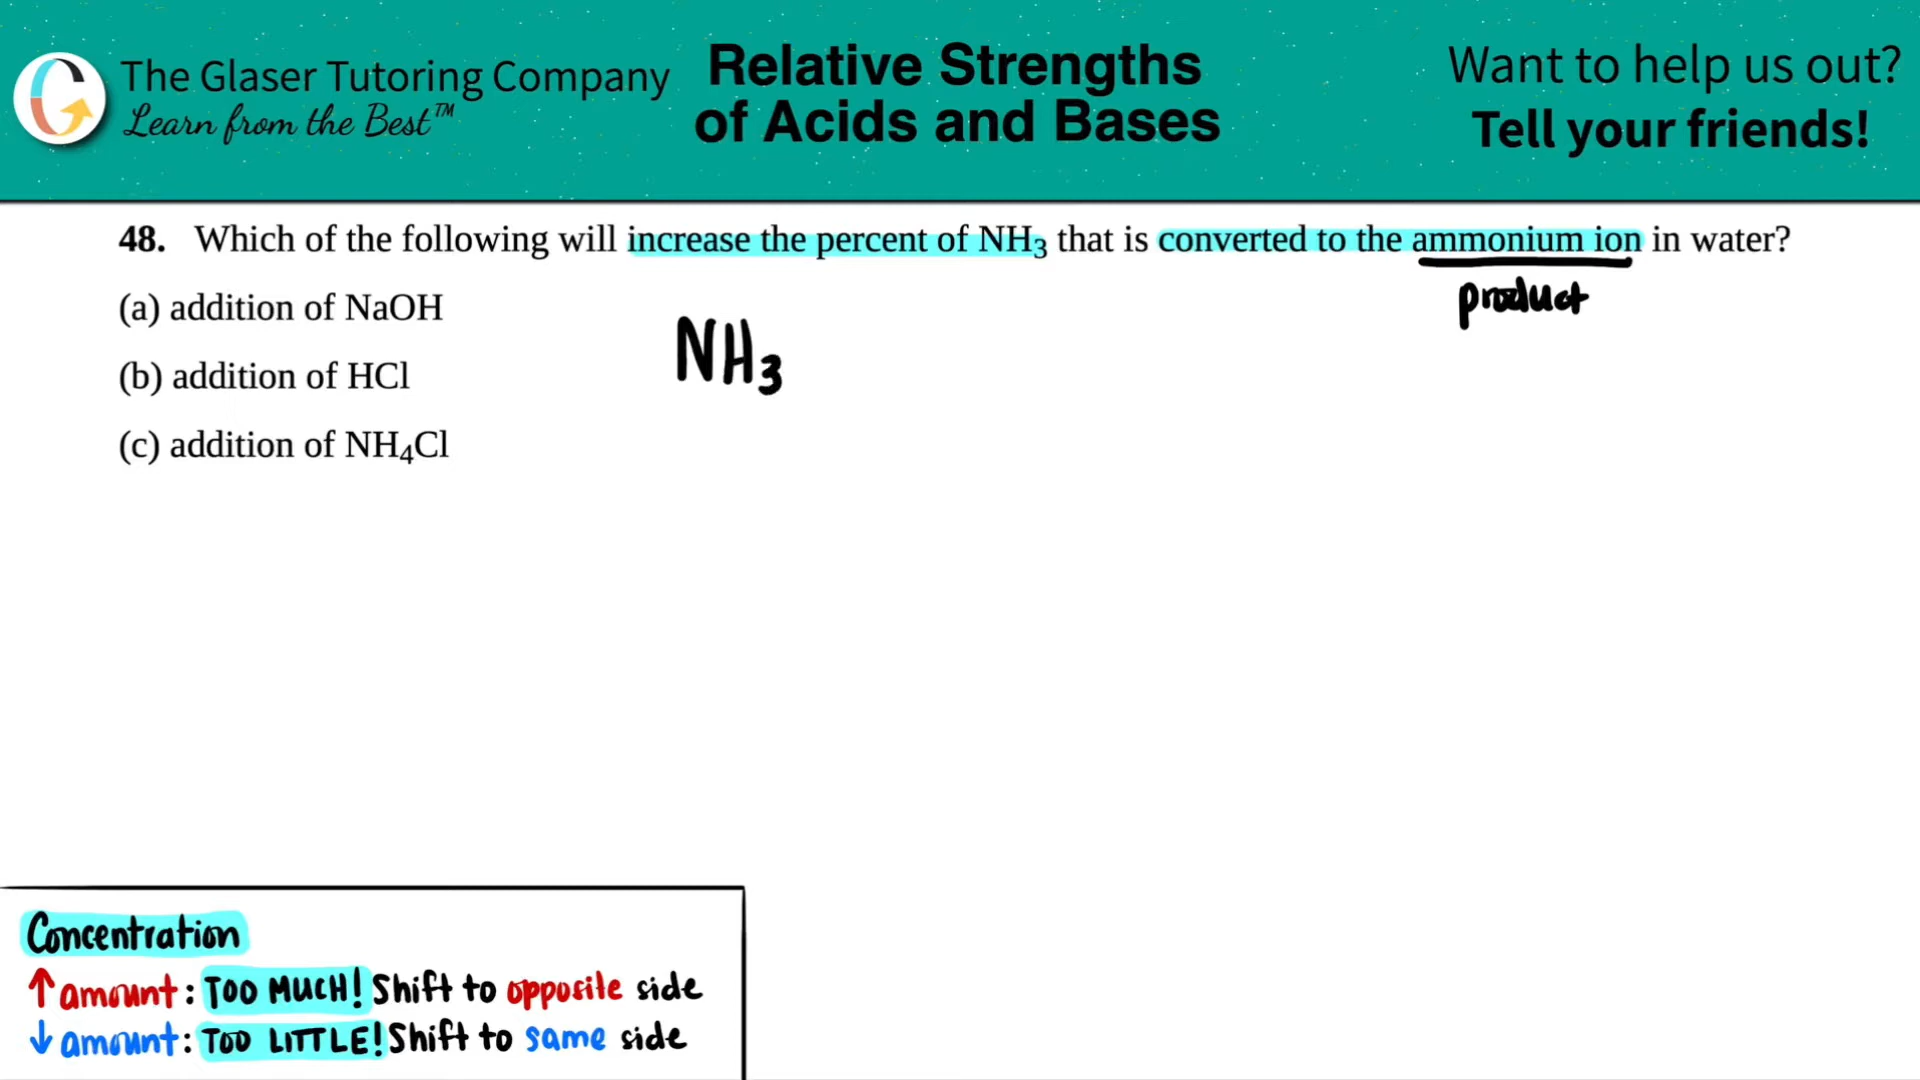 The Glaser Tutoring Company
Learn from the Best™
Relative Strengths
of Acids and Bases
Want to help us out?
Tell your friends!
48. Which of the following will increase the percent of NH₃ that is converted to the ammonium ion in water?
product
(a) addition of NaOH
NH₃
(b) addition of HCl
(c) addition of NH₄Cl
Concentration
↑ amount: TOO MUCH! Shift to opposite side
↓ amount: TOO LITTLE! Shift to same side